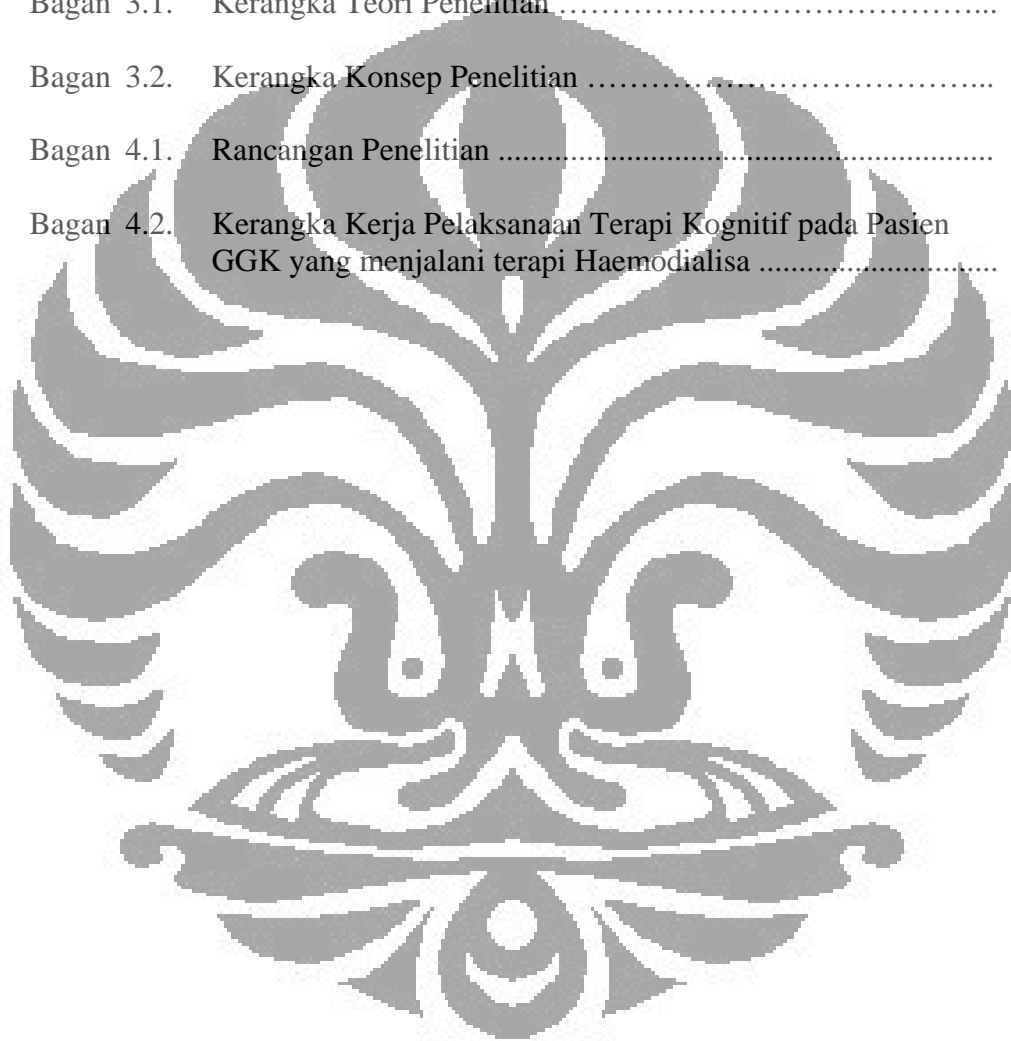 Bagan 3.1. Kerangka Teori Penelitian …………………………………...
Bagan 3.2. Kerangka Konsep Penelitian ………………………………...
Bagan 4.1. Rancangan Penelitian ..............................................................
Bagan 4.2. Kerangka Kerja Pelaksanaan Terapi Kognitif pada Pasien
GGK yang menjalani terapi Haemodialisa ..............................